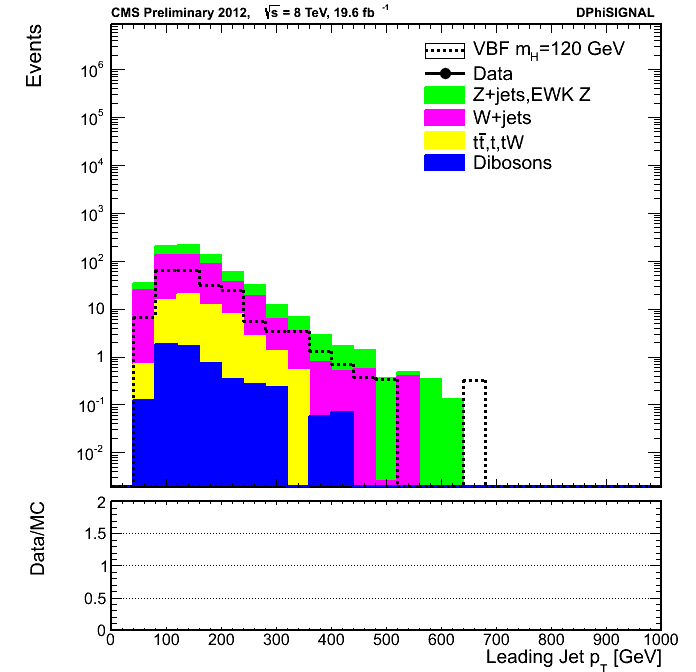 CMS Preliminary 2012, √s = 8 TeV, 19.6 fb⁻¹ DPhiSIGNAL
Events
VBF m_H=120 GeV
Data
Z+jets,EWK Z
W+jets
tt̄,t,tW
Dibosons
10⁶
10⁵
10⁴
10³
10²
10
1
10⁻¹
10⁻²
Data/MC
2
1.5
1
0.5
0
0 100 200 300 400 500 600 700 800 900 1000
Leading Jet p_T [GeV]